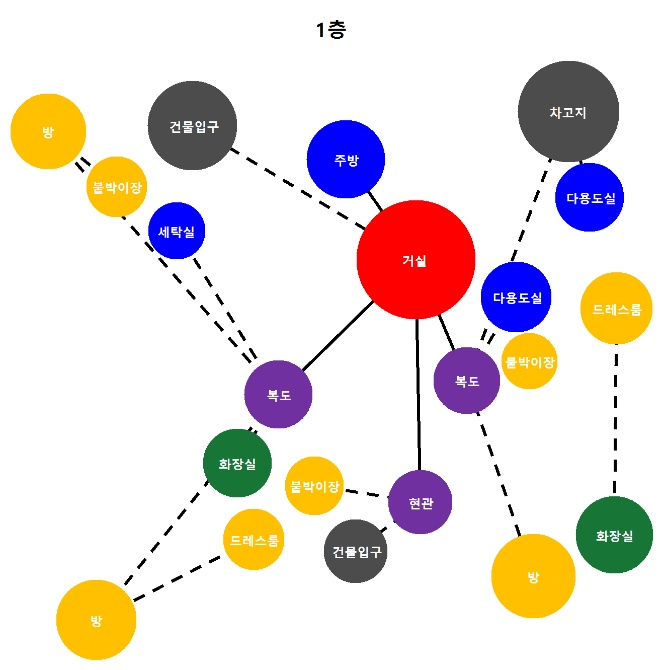 1층
차고지
건물입구
방
주방
붙박이장
다용도실
세탁실
거실
다용도실
드레스룸
붙박이장
복도
복도
화장실
붙박이장
현관
화장실
드레스룸
건물입구
방
방